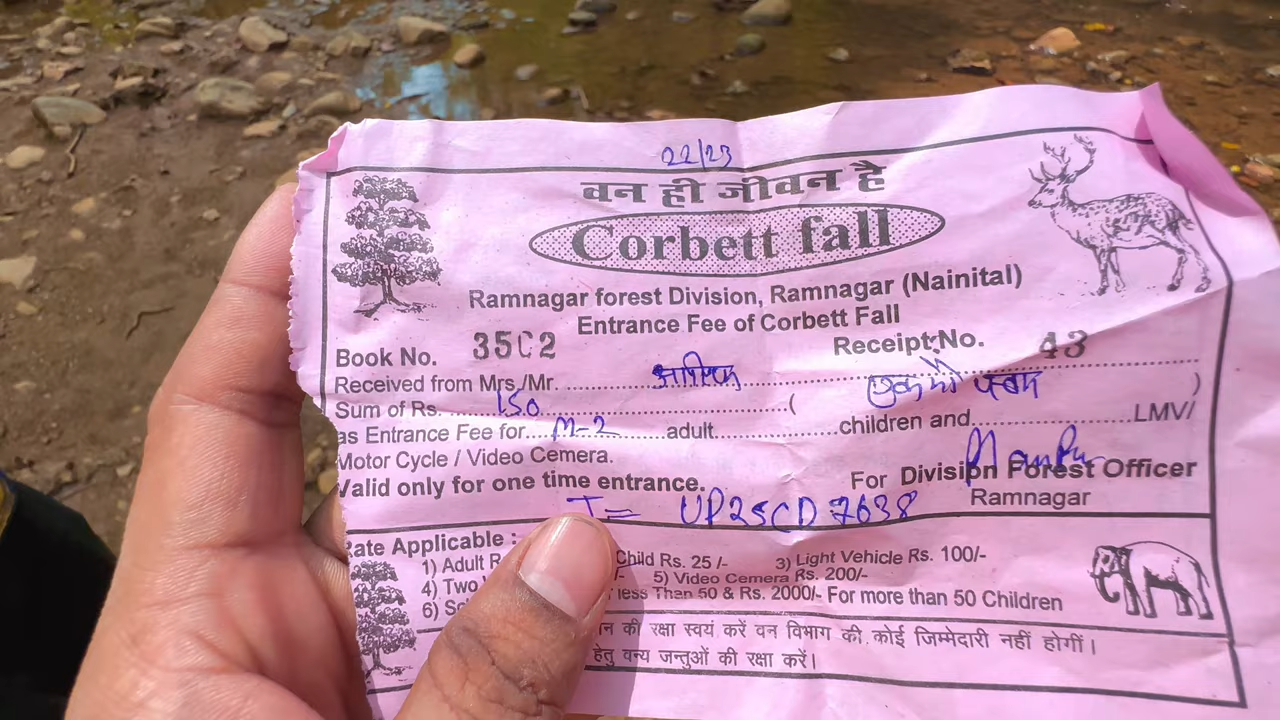 22/23
वन ही जीवन है
Corbett fall
Ramnagar forest Division, Ramnagar (Nainital)
Entrance Fee of Corbett Fall
Book No. 3502 Receipt No. 43
Received from Mrs./Mr. ........................................
Sum of Rs. 150 ( )
as Entrance Fee for M-2 adult children and LMV/
Motor Cycle / Video Cemera.
Valid only for one time entrance. For Division Forest Officer
Ramnagar
I= UP25CD7638
Rate Applicable :
1) Adult R Child Rs. 25 /- 3) Light Vehicle Rs. 100/-
4) Two /- 5) Video Cemera Rs. 200/-
6) less Than 50 & Rs. 2000/- For more than 50 Children
की रक्षा स्वयं करें वन विभाग की कोई जिम्मेदारी नहीं होगीं।
हेतु वन्य जन्तुओं की रक्षा करें।